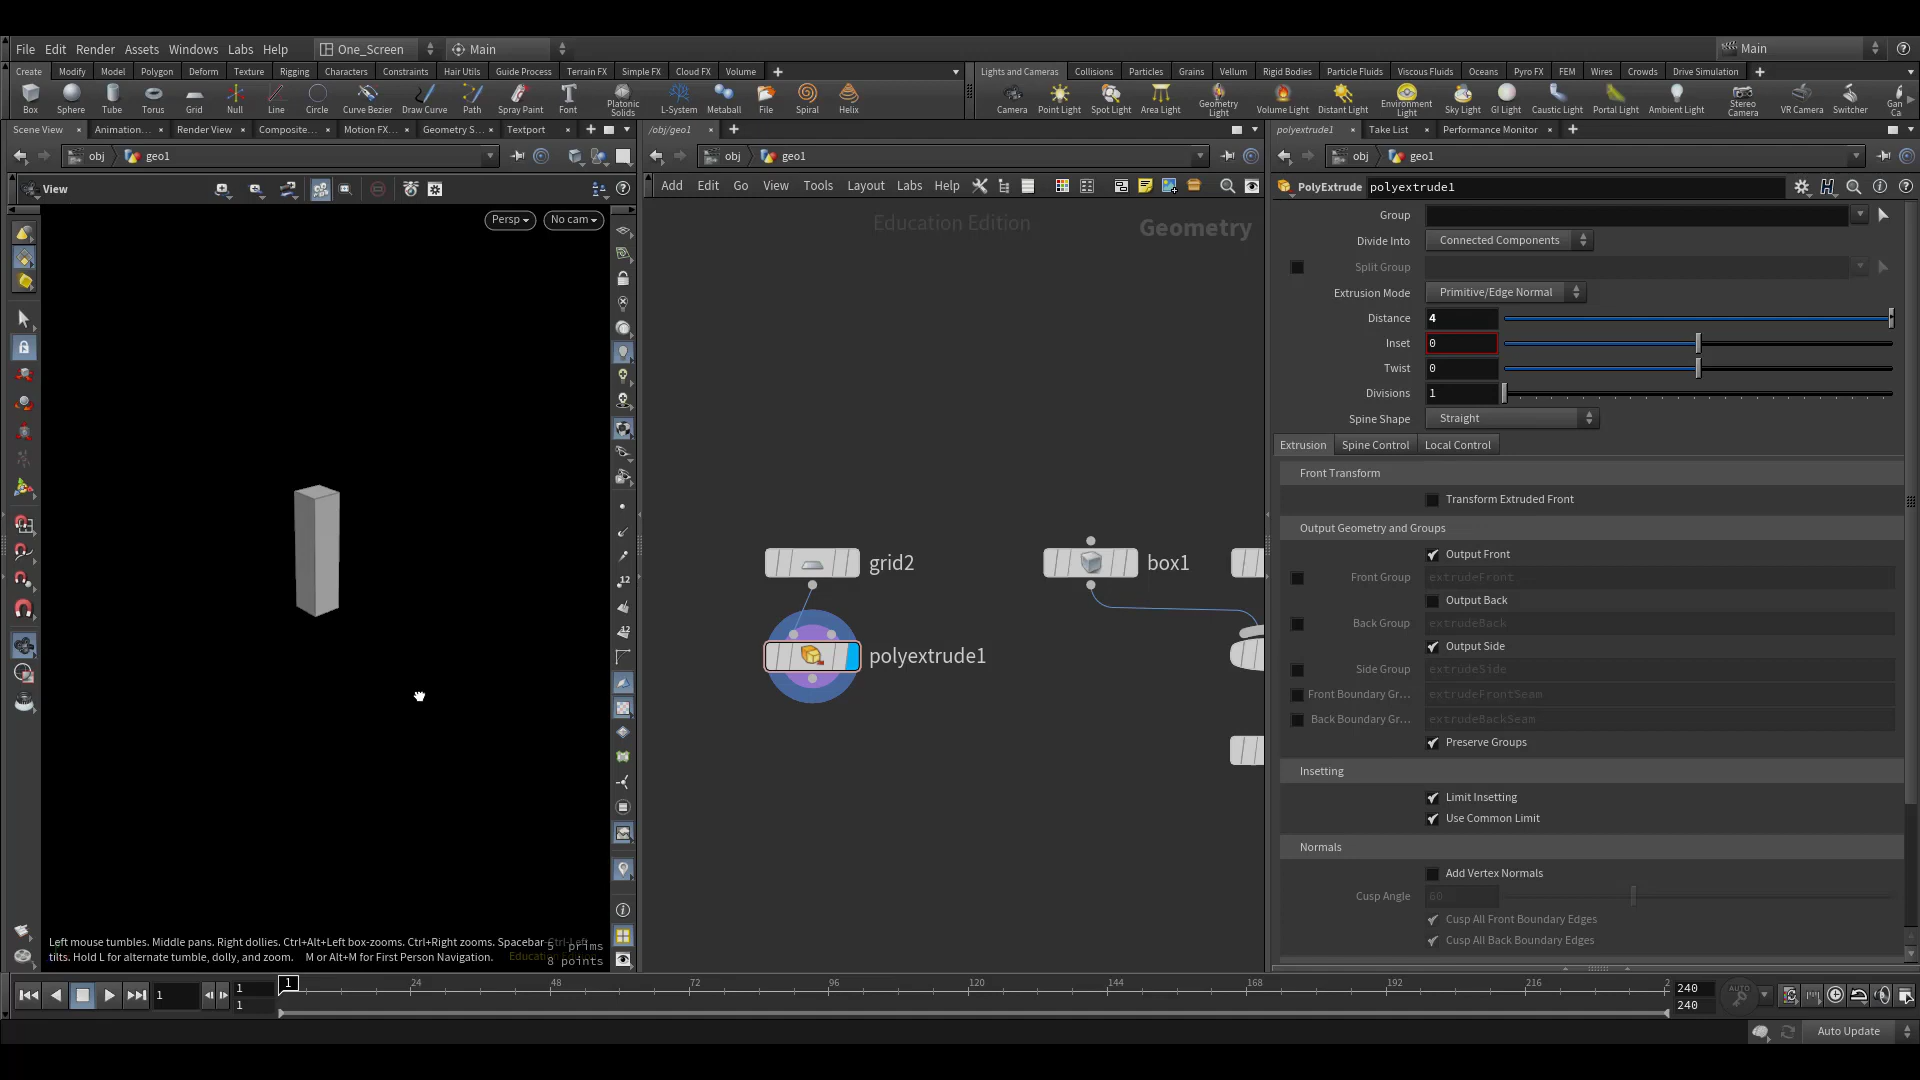 File Edit Render Assets Windows Labs Help One_Screen Main Main
Create Modify Model Polygon Deform Texture Rigging Characters Constraints Hair Utils Guide Process Terrain FX Simple FX Cloud FX Volume
Lights and Cameras Collisions Particles Grains Vellum Rigid Bodies Particle Fluids Viscous Fluids Oceans Pyro FX FEM Wires Crowds Drive Simulation
Box Sphere Tube Torus Grid Null Line Circle Curve Bezier Draw Curve Path Spray Paint Font Platonic Solids L-System Metaball File Spiral Helix
Camera Point Light Spot Light Area Light Geometry Light Volume Light Distant Light Environment Light Sky Light GI Light Caustic Light Portal Light Ambient Light Stereo Camera VR Camera Switcher Gan Ca
Scene View Animation... Render View Composite... Motion FX... Geometry S... Textport
/obj/geo1
polyextrude1 Take List Performance Monitor
obj geo1
obj geo1
obj geo1
View
Add Edit Go View Tools Layout Labs Help
PolyExtrude polyextrude1
Persp No cam
Education Edition Geometry
Group
Divide Into Connected Components
Split Group
Extrusion Mode Primitive/Edge Normal
Distance 4
Inset 0
Twist 0
Divisions 1
Spine Shape Straight
Extrusion Spine Control Local Control
Front Transform
Transform Extruded Front
Output Geometry and Groups
Output Front
Front Group extrudeFront
Output Back
Back Group extrudeBack
Output Side
Side Group extrudeSide
Front Boundary Gr... extrudeFrontSeam
Back Boundary Gr... extrudeBackSeam
Preserve Groups
Insetting
Limit Insetting
Use Common Limit
Normals
Add Vertex Normals
Cusp Angle 60
Cusp All Front Boundary Edges
Cusp All Back Boundary Edges
grid2
box1
polyextrude1
12
12
Left mouse tumbles. Middle pans. Right dollies. Ctrl+Alt+Left box-zooms. Ctrl+Right zooms. Spacebar-Ctrl-Left
tilts. Hold L for alternate tumble, dolly, and zoom. M or Alt+M for First Person Navigation.
Education
5 prims
8 points
1 1 1 1 24 48 72 96 120 144 168 192 216 2 240 240
AUTO
Auto Update